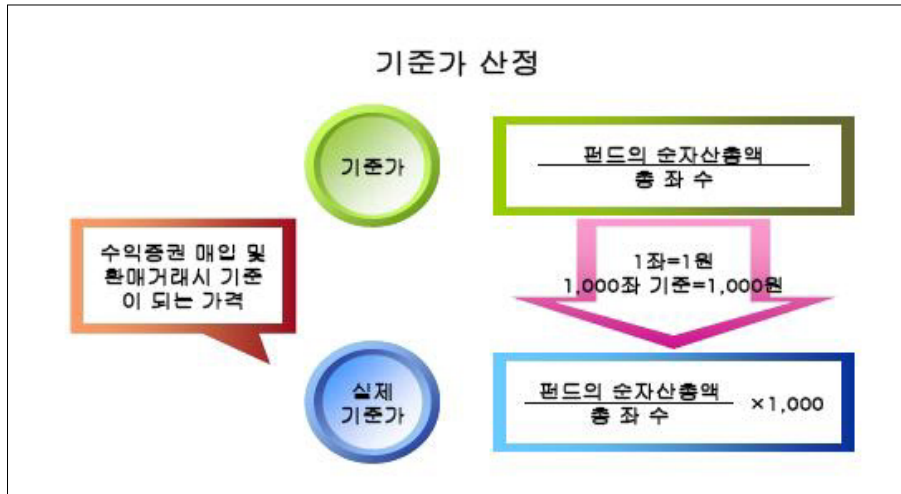 기준가 산정
기준가
펀드의 순자산총액
총 좌 수
수익증권 매입 및
환매거래시 기준
이 되는 가격
1좌=1원
1,000좌 기준=1,000원
실제
기준가
펀드의 순자산총액
총 좌 수
×1,000